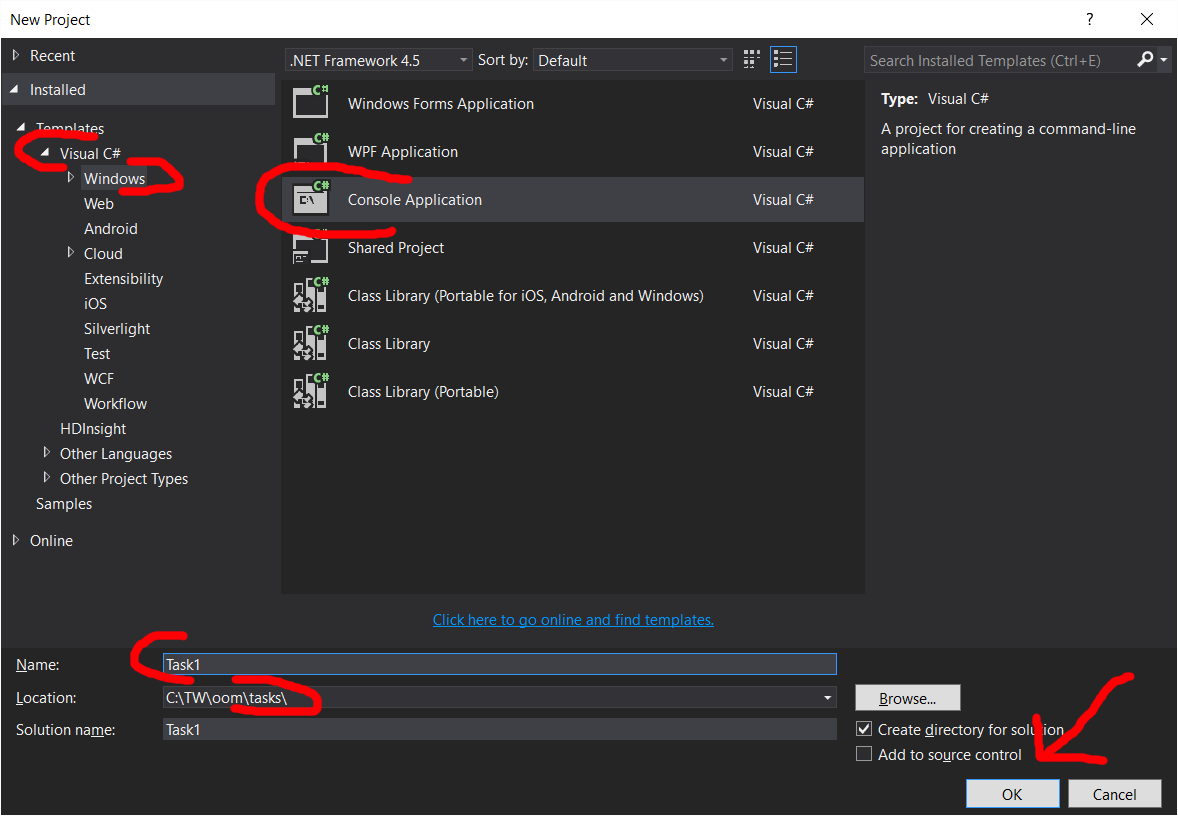 New Project
?
Recent
.NET Framework 4.5
Sort by:
Default
Search Installed Templates (Ctrl+E)
Installed
Templates
Visual C#
Windows
Web
Android
Cloud
Extensibility
iOS
Silverlight
Test
WCF
Workflow
HDInsight
Other Languages
Other Project Types
Samples
Online
C# Windows Forms Application Visual C#
C# WPF Application Visual C#
C# C:\ Console Application Visual C#
Shared Project Visual C#
C# Class Library (Portable for iOS, Android and Windows) Visual C#
C# Class Library Visual C#
C# Class Library (Portable) Visual C#
Type: Visual C#
A project for creating a command-line
application
Click here to go online and find templates.
Name: Task1
Location: C:\TW\oom\tasks\
Browse...
Solution name: Task1
Create directory for solution
Add to source control
OK
Cancel